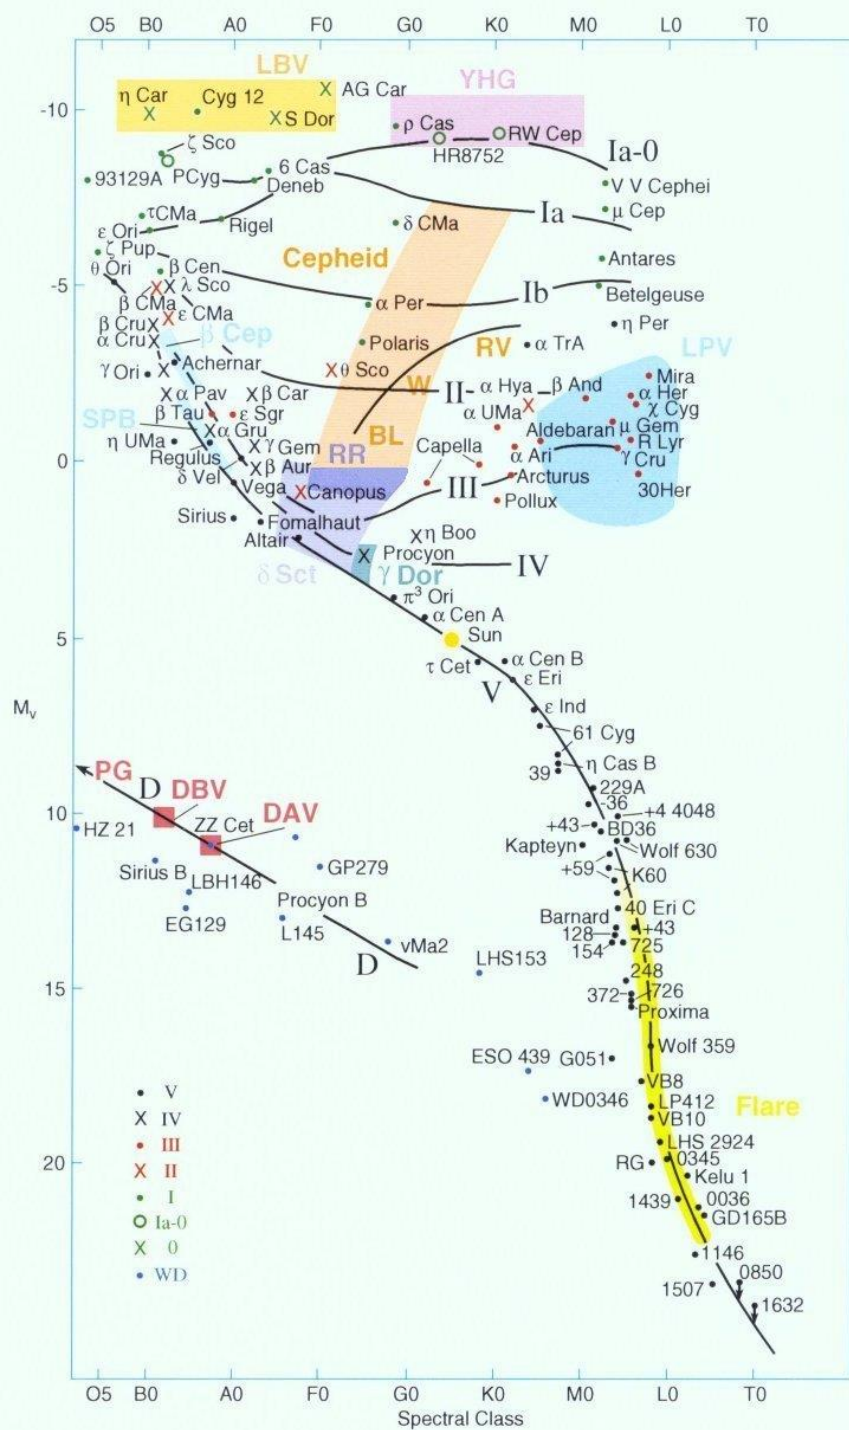 O5 B0 A0 F0 G0 K0 M0 L0 T0
LBV
YHG
η Car
Cyg 12
X AG Car
-10
X S Dor
ρ Cas
RW Cep
ζ Sco
HR8752
Ia-0
93129A
PCyg
6 Cas
Deneb
V V Cephei
τCMa
Rigel
Ia
μ Cep
ε Ori
δ CMa
ζ Pup
Cepheid
Antares
θ Ori
β Cen
-5
λ Sco
Ib
Betelgeuse
β CMa
α Per
ε CMa
β Cru
η Per
α Cru
β Cep
Polaris
RV
α TrA
LPV
Achernar
γ Ori
θ Sco
W
II
α Hya
β And
Mira
α Pav
β Car
α Her
SPB
β Tau
ε Sgr
α UMa
χ Cyg
α Gru
BL
Aldebaran
μ Gem
η UMa
γ Gem
RR
Capella
R Lyr
Regulus
0
β Aur
α Ari
γ Cru
δ Vel
Vega
Canopus
III
Arcturus
30Her
Pollux
Sirius
Fomalhaut
Altair
η Boo
Procyon
δ Sct
γ Dor
IV
π³ Ori
α Cen A
5
Sun
τ Cet
α Cen B
V
ε Eri
ε Ind
Mv
61 Cyg
PG
D
DBV
39
η Cas B
229A
10
DAV
-36
+4 4048
HZ 21
ZZ Cet
+43
BD36
Kapteyn
Wolf 630
Sirius B
GP279
+59
K60
LBH146
Procyon B
40 Eri C
EG129
Barnard
+43
L145
128
vMa2
154
725
D
LHS153
248
15
372
726
Proxima
ESO 439
G051
Wolf 359
VB8
WD0346
LP412
Flare
VB10
V
IV
III
II
I
Ia-0
0
WD
LHS 2924
20
RG
0345
Kelu 1
1439
0036
GD165B
1146
0850
1507
1632
O5 B0 A0 F0 G0 K0 M0 L0 T0
Spectral Class